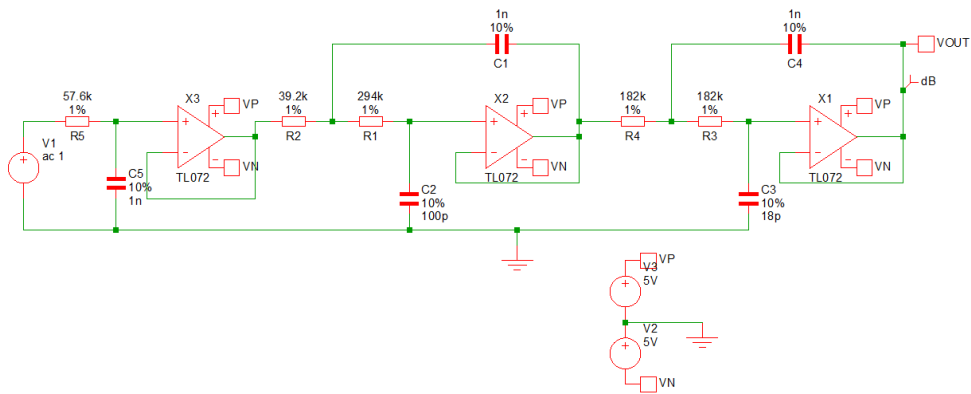 1n
10%
C1
1n
10%
C4
VOUT
dB
57.6k
1%
R5
X3
VP
+
−
+
−
VN
TL072
39.2k
1%
R2
294k
1%
R1
X2
VP
+
−
+
−
VN
TL072
182k
1%
R4
182k
1%
R3
X1
VP
+
−
+
−
VN
TL072
V1
ac 1
+
C5
10%
1n
C2
10%
100p
C3
10%
18p
VP
V3
5V
+
V2
5V
+
VN